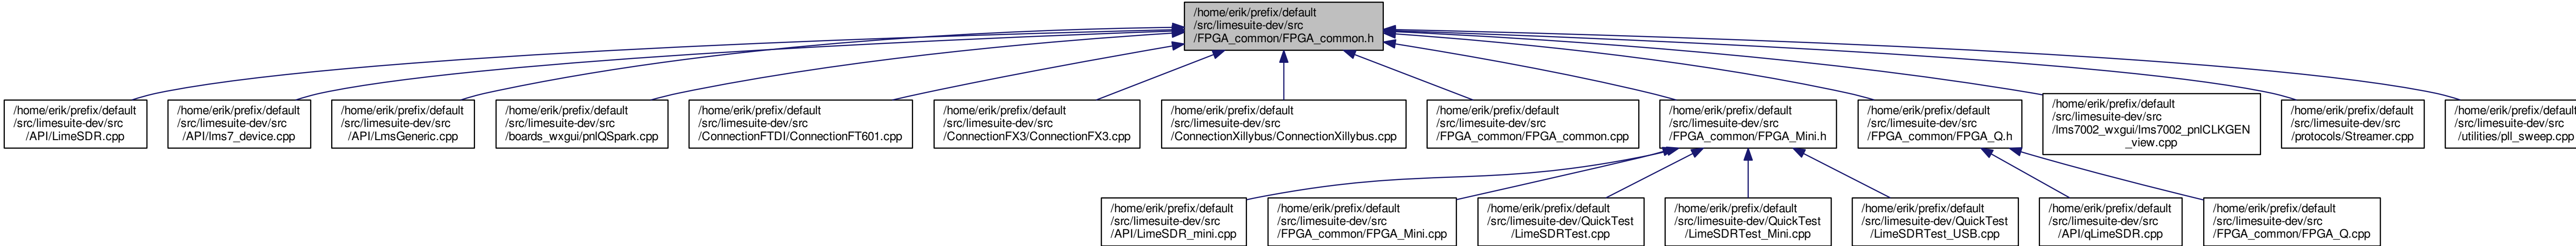 /home/erik/prefix/default
/src/limesuite-dev/src
/FPGA_common/FPGA_common.h
/home/erik/prefix/default
/src/limesuite-dev/src
/API/LimeSDR.cpp
/home/erik/prefix/default
/src/limesuite-dev/src
/API/lms7_device.cpp
/home/erik/prefix/default
/src/limesuite-dev/src
/API/LmsGeneric.cpp
/home/erik/prefix/default
/src/limesuite-dev/src
/boards_wxgui/pnlQSpark.cpp
/home/erik/prefix/default
/src/limesuite-dev/src
/ConnectionFTDI/ConnectionFT601.cpp
/home/erik/prefix/default
/src/limesuite-dev/src
/ConnectionFX3/ConnectionFX3.cpp
/home/erik/prefix/default
/src/limesuite-dev/src
/ConnectionXillybus/ConnectionXillybus.cpp
/home/erik/prefix/default
/src/limesuite-dev/src
/FPGA_common/FPGA_common.cpp
/home/erik/prefix/default
/src/limesuite-dev/src
/FPGA_common/FPGA_Mini.h
/home/erik/prefix/default
/src/limesuite-dev/src
/FPGA_common/FPGA_Q.h
/home/erik/prefix/default
/src/limesuite-dev/src
/lms7002_wxgui/lms7002_pnlCLKGEN
_view.cpp
/home/erik/prefix/default
/src/limesuite-dev/src
/protocols/Streamer.cpp
/home/erik/prefix/default
/src/limesuite-dev/src
/utilities/pll_sweep.cpp
/home/erik/prefix/default
/src/limesuite-dev/src
/API/LimeSDR_mini.cpp
/home/erik/prefix/default
/src/limesuite-dev/src
/FPGA_common/FPGA_Mini.cpp
/home/erik/prefix/default
/src/limesuite-dev/QuickTest
/LimeSDRTest.cpp
/home/erik/prefix/default
/src/limesuite-dev/QuickTest
/LimeSDRTest_Mini.cpp
/home/erik/prefix/default
/src/limesuite-dev/QuickTest
/LimeSDRTest_USB.cpp
/home/erik/prefix/default
/src/limesuite-dev/src
/API/qLimeSDR.cpp
/home/erik/prefix/default
/src/limesuite-dev/src
/FPGA_common/FPGA_Q.cpp